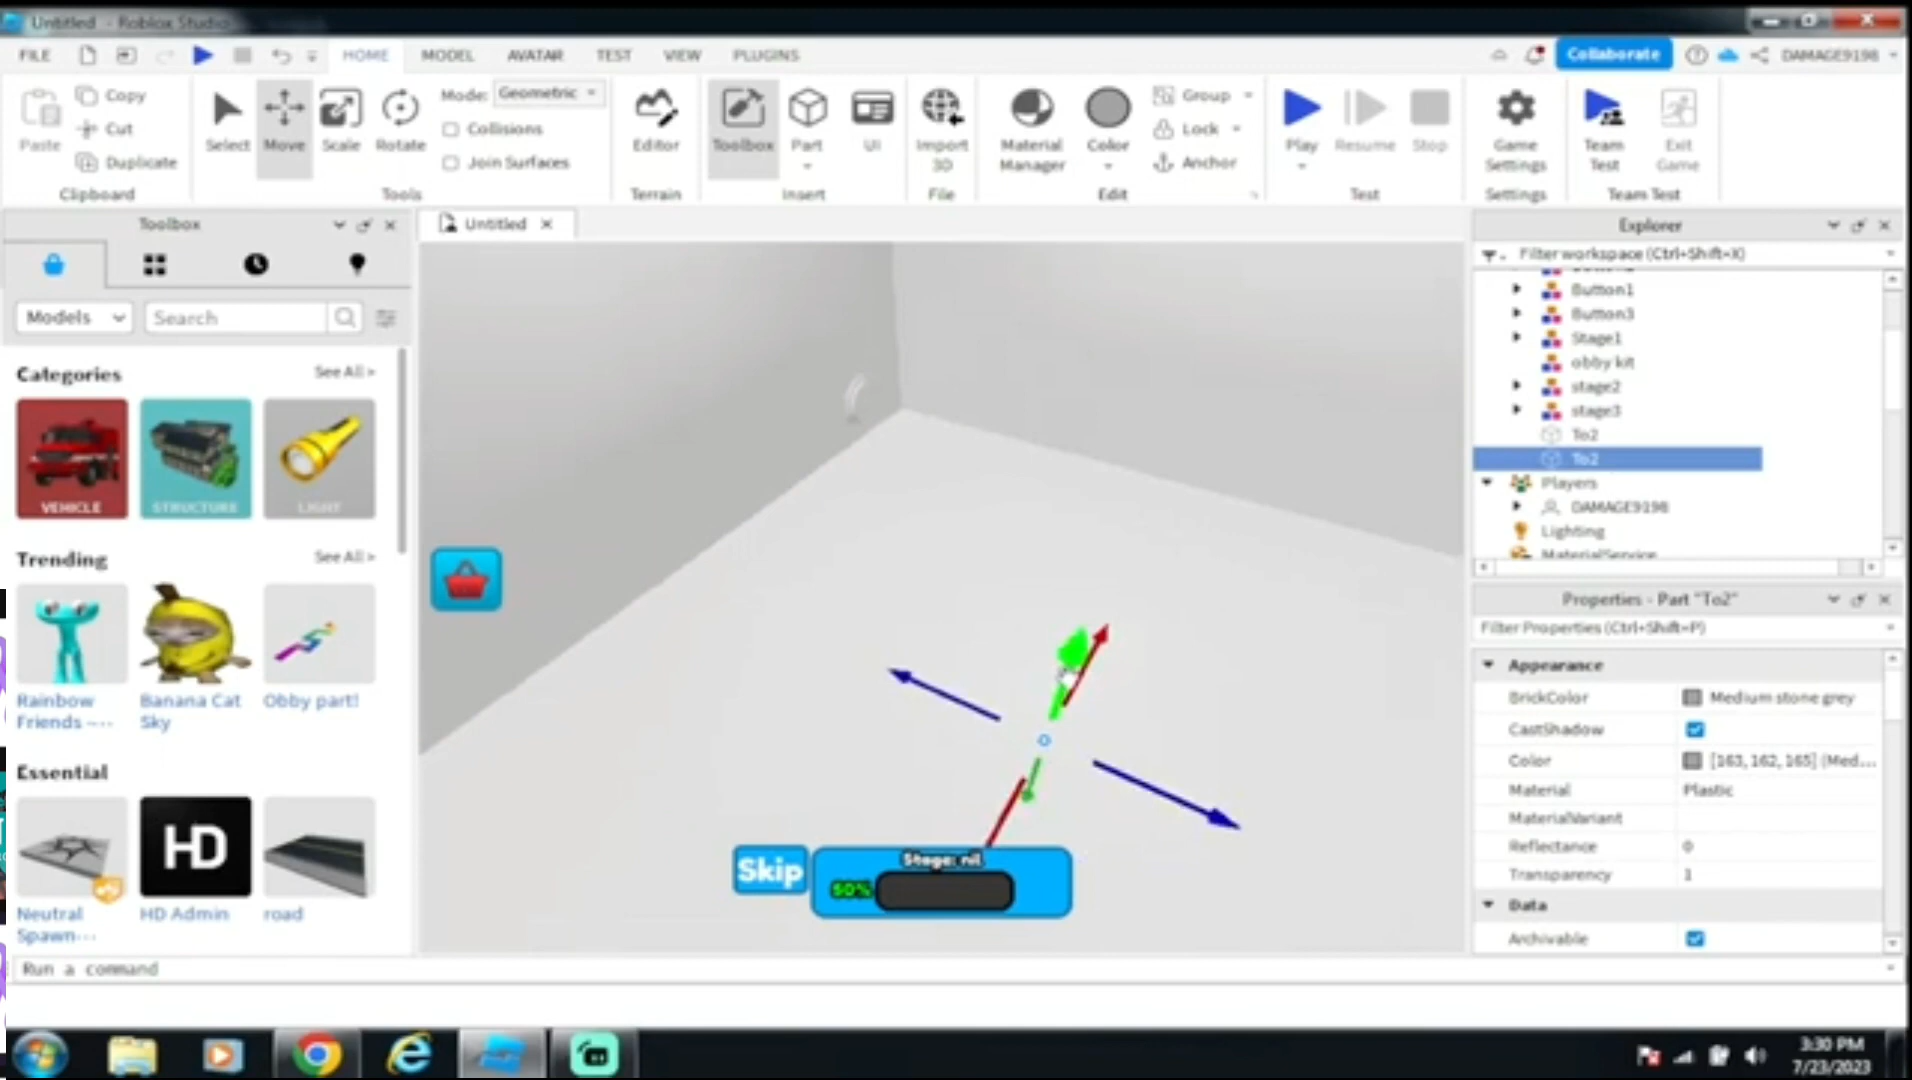 Untitled - Roblox Studio
FILE HOME MODEL AVATAR TEST VIEW PLUGINS Collaborate DAMAGE9198
Paste Copy Cut Duplicate
Clipboard
Select Move Scale Rotate
Mode: Geometric
Collisions
Join Surfaces
Tools
Editor
Terrain
Toolbox Part UI
Insert
Import 3D
File
Material Manager Color
Group
Lock
Anchor
Edit
Play Resume Stop
Test
Game Settings
Settings
Team Test Exit Game
Team Test
Toolbox
Models Search
Categories See All >
VEHICLE STRUCTURE LIGHT
Trending See All >
Rainbow Friends ----
Banana Cat Sky
Obby part!
Essential
Neutral Spawn...
HD
HD Admin
road
Untitled
Skip
Stage: nil
50%
Explorer
Filter workspace (Ctrl+Shift+X)
Button1
Button3
Stage1
obby kit
stage2
stage3
To2
To2
Players
DAMAGE9198
Lighting
MaterialService
Properties - Part "To2"
Filter Properties (Ctrl+Shift+P)
Appearance
BrickColor Medium stone grey
CastShadow
Color [163, 162, 165] (Med...
Material Plastic
MaterialVariant
Reflectance 0
Transparency 1
Data
Archivable
Run a command
3:30 PM
7/23/2023